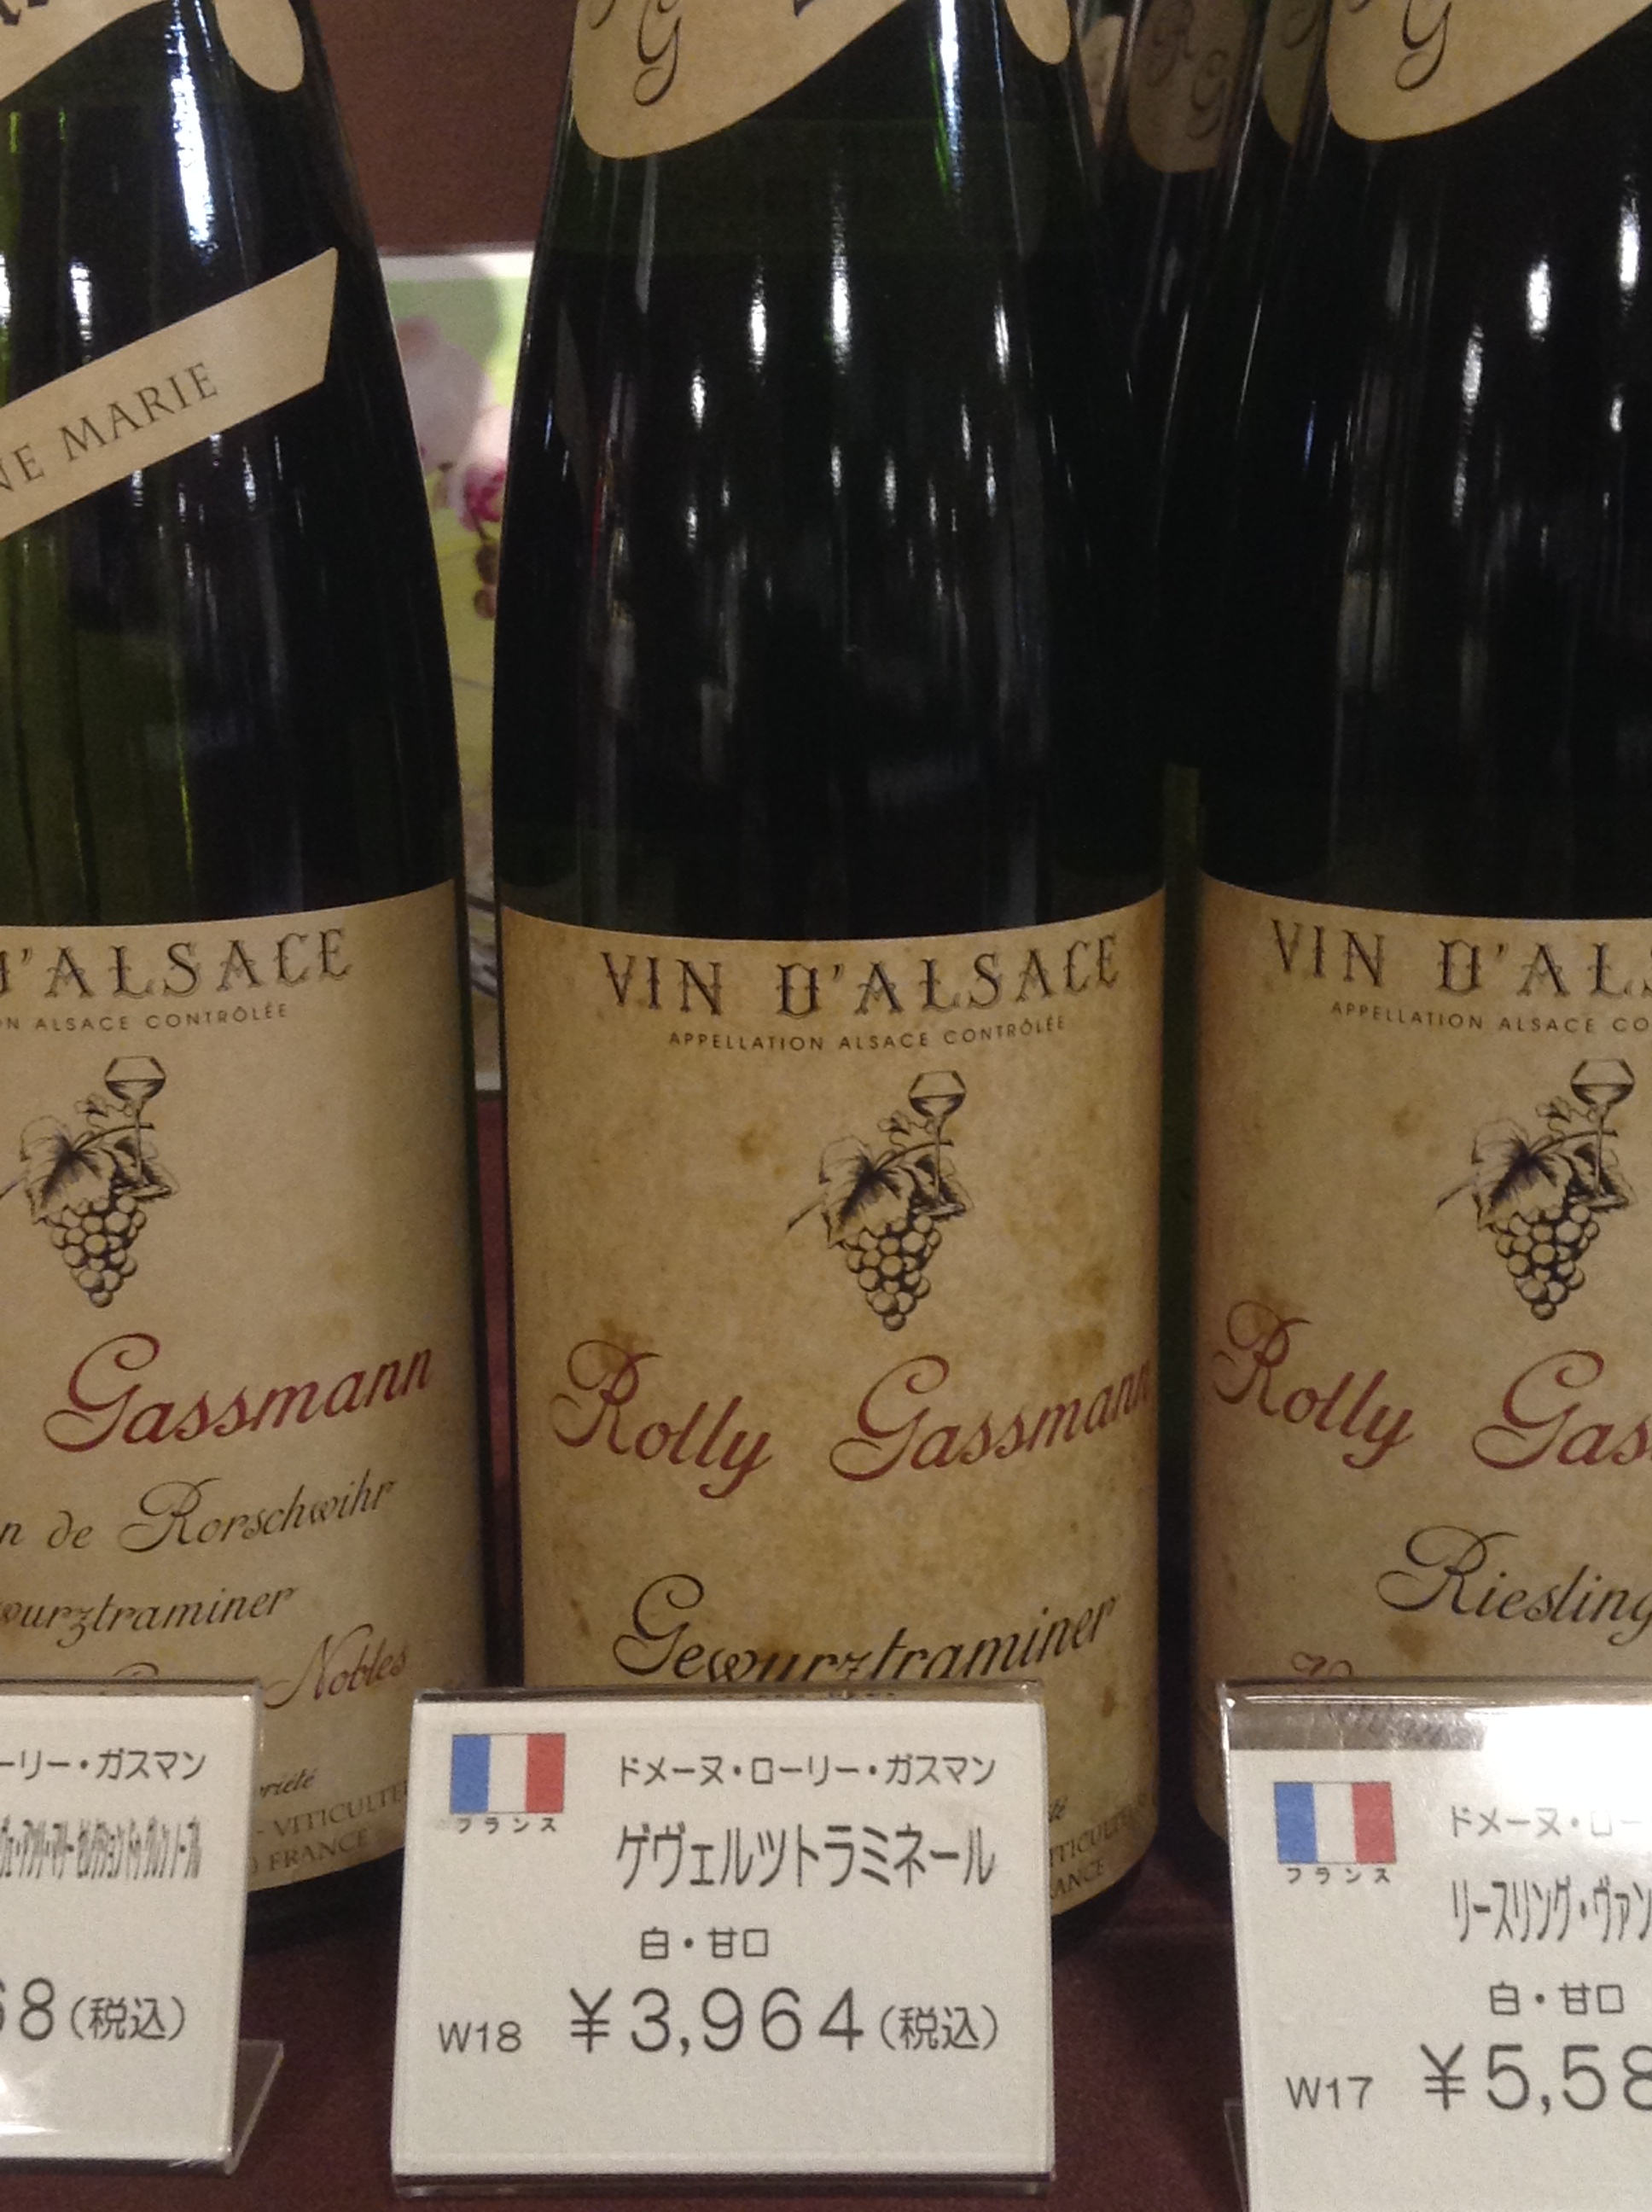 NE MARIE
D'ALSACE
ALSACE CONTRÔLÉE
Gassmann
de Rorschwihr
wurztraminer
Nobles
VITICULTE
FRANCE
ーリー・ガスマン
68(税込)
R G
VIN D'ALSACE
APPELLATION ALSACE CONTRÔLÉE
Rolly Gassmann
Gewurztraminer
フランス
ドメーヌ・ローリー・ガスマン
ゲヴェルツトラミネール
白・甘口
W18 ¥3,964(税込)
R G
G
VIN D'ALS
APPELLATION ALSACE CO
Rolly Gas
Riesling
フランス
ドメーヌ・ロー
リースリング・ヴァン
白・甘口
W17 ¥5,58